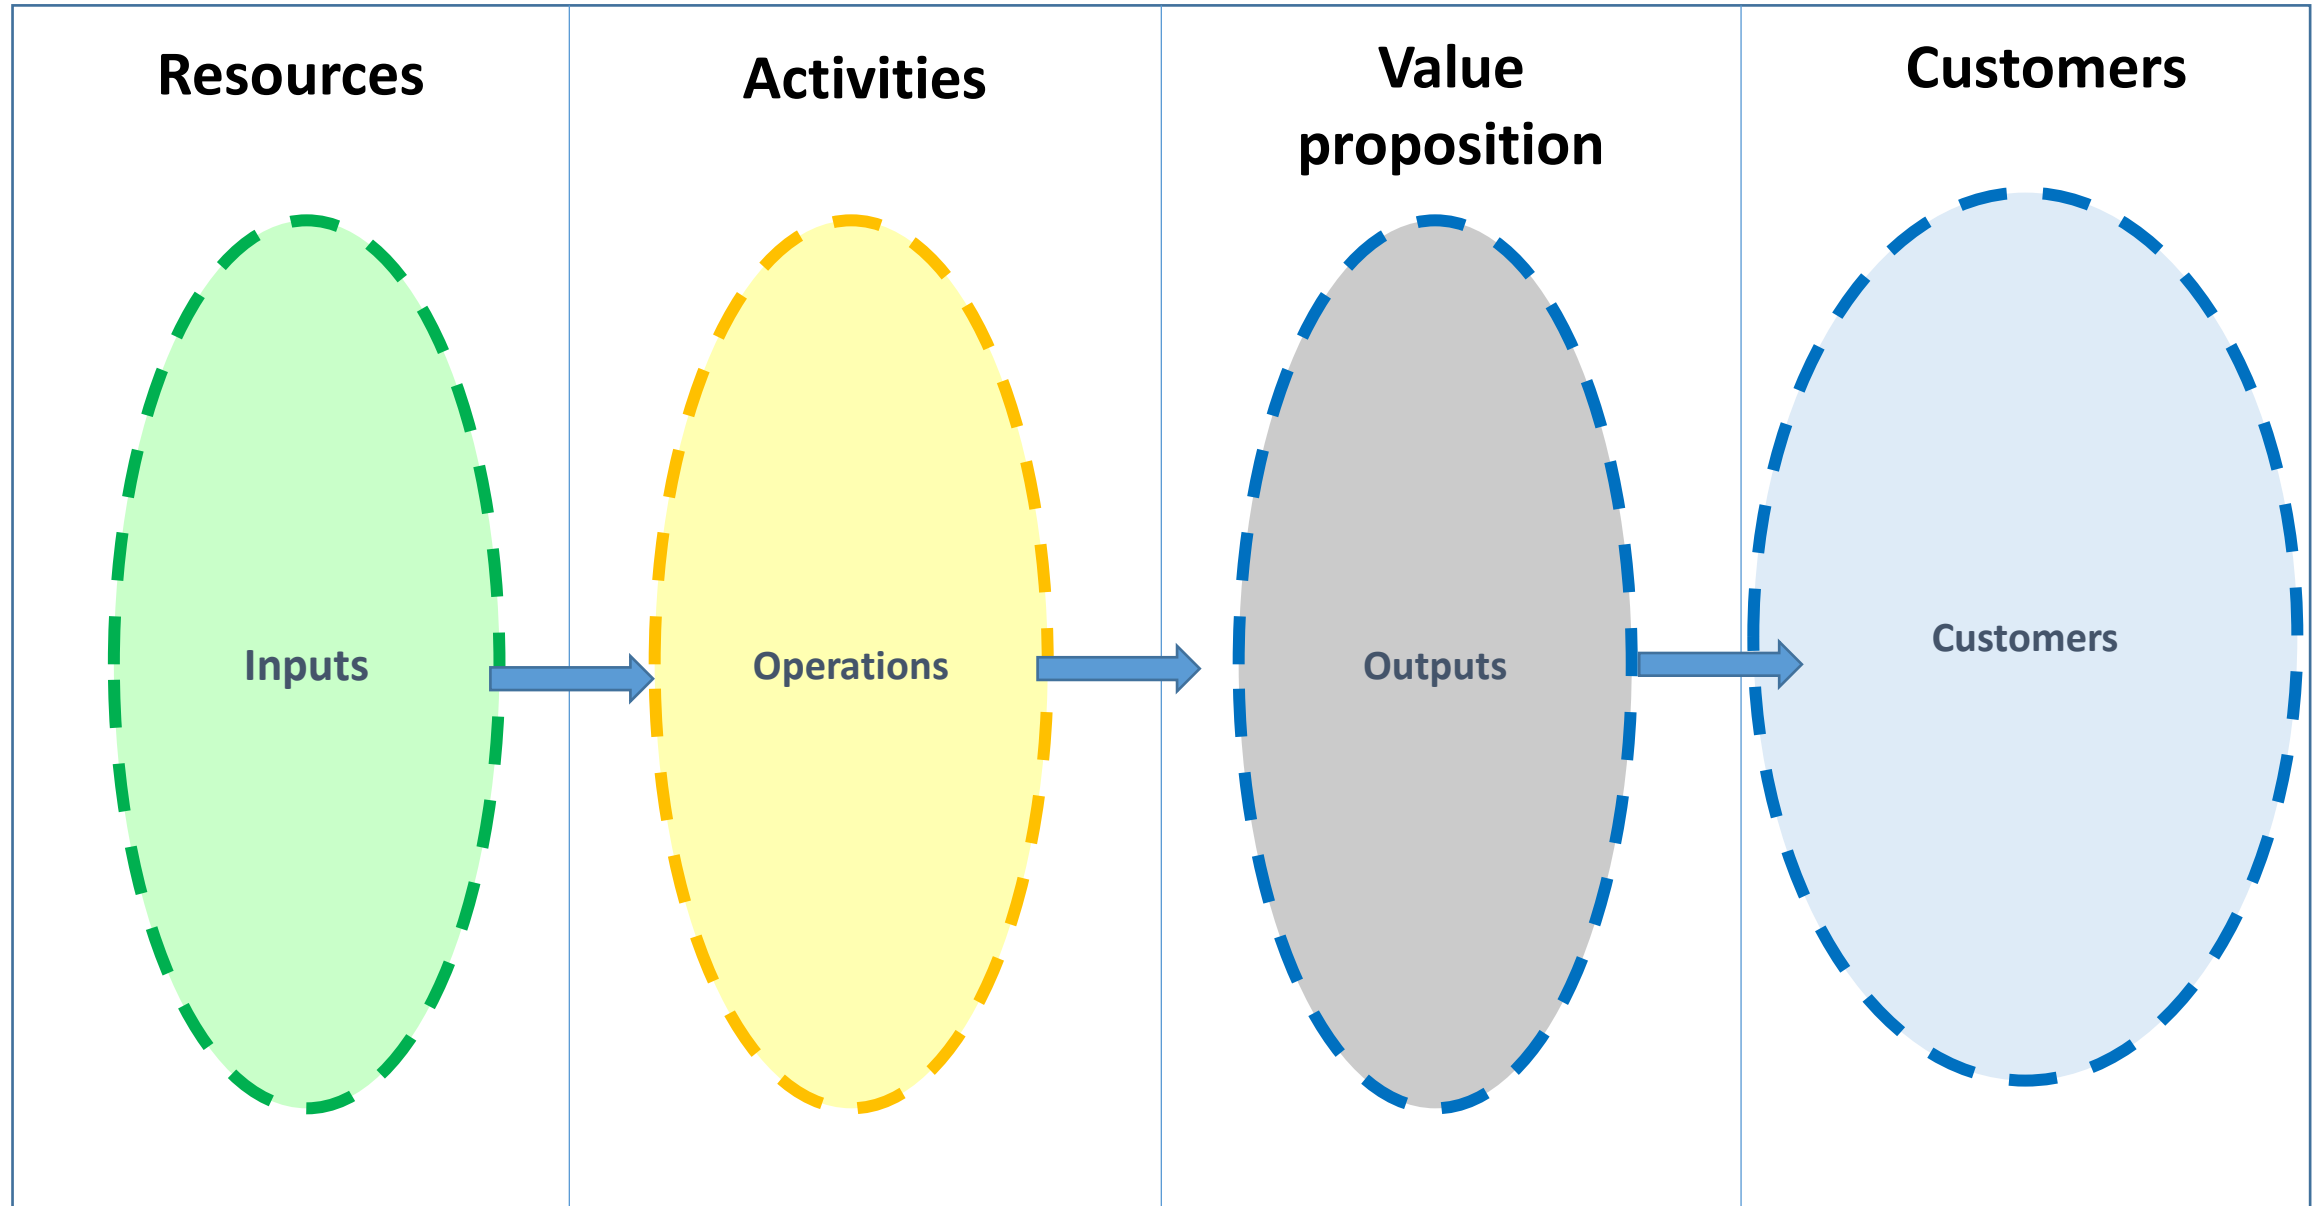 Resources
Activities
Value
proposition
Customers
Inputs
Operations
Outputs
Customers